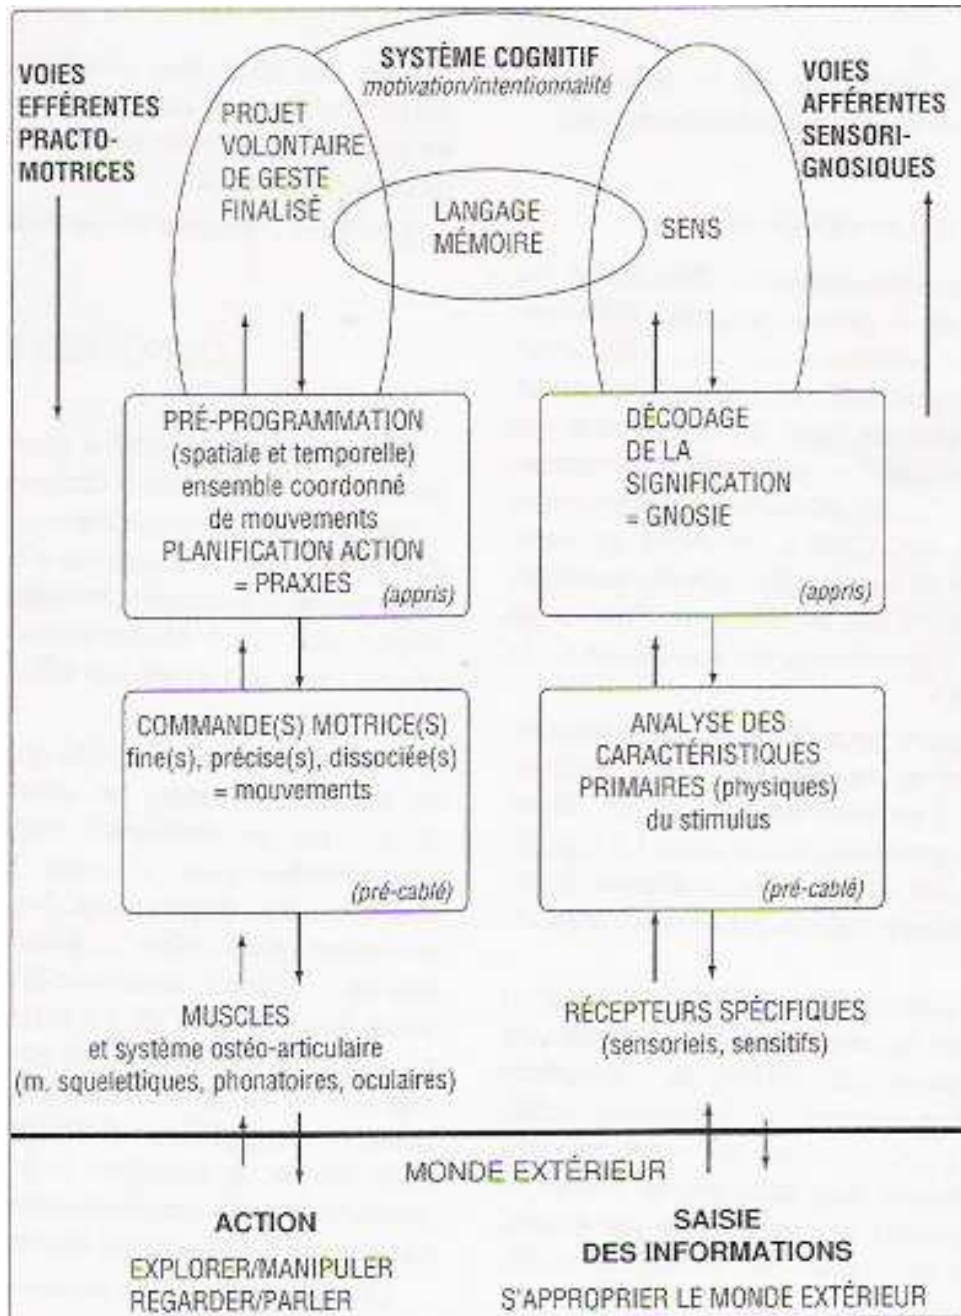 SYSTÈME COGNITIF
motivation/intentionnalité
VOIES
EFFÉRENTES
PRACTO-
MOTRICES
PROJET
VOLONTAIRE
DE GESTE
FINALISÉ
LANGAGE
MÉMOIRE
SENS
VOIES
AFFÉRENTES
SENSORI-
GNOSIQUES
PRÉ-PROGRAMMATION
(spatiale et temporelle)
ensemble coordonné
de mouvements
PLANIFICATION ACTION
= PRAXIES
(appris)
DÉCODAGE
DE LA
SIGNIFICATION
= GNOSIE
(appris)
COMMANDE(S) MOTRICE(S)
fine(s), précise(s), dissociée(s)
= mouvements
(pré-cablé)
ANALYSE DES
CARACTÉRISTIQUES
PRIMAIRES (physiques)
du stimulus
(pré-cablé)
MUSCLES
et système ostéo-articulaire
(m. squelettiques, phonatoires, oculaires)
RÉCEPTEURS SPÉCIFIQUES
(sensoriels, sensitifs)
MONDE EXTÉRIEUR
ACTION
EXPLORER/MANIPULER
REGARDER/PARLER
SAISIE
DES INFORMATIONS
S'APPROPRIER LE MONDE EXTÉRIEUR